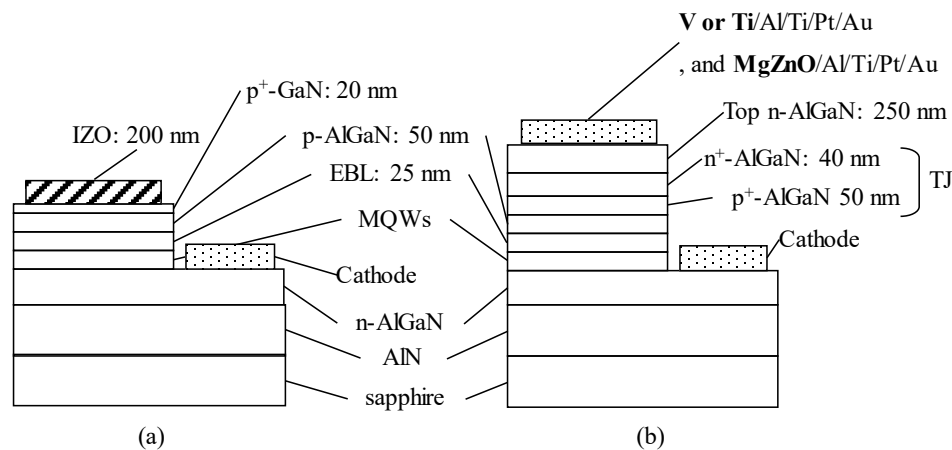 V or Ti/Al/Ti/Pt/Au
, and MgZnO/Al/Ti/Pt/Au
p⁺-GaN: 20 nm
IZO: 200 nm
p-AlGaN: 50 nm
EBL: 25 nm
MQWs
Cathode
n-AlGaN
AlN
sapphire
Top n-AlGaN: 250 nm
n⁺-AlGaN: 40 nm
p⁺-AlGaN 50 nm
TJ
Cathode
(a)
(b)